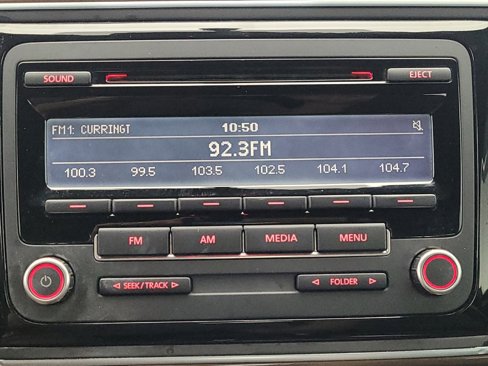 SOUND EJECT
FM1: CURRINGT 10:50
92.3FM
100.3 99.5 103.5 102.5 104.1 104.7
FM AM MEDIA MENU
◁ SEEK/TRACK ▷ ◁ FOLDER ▷